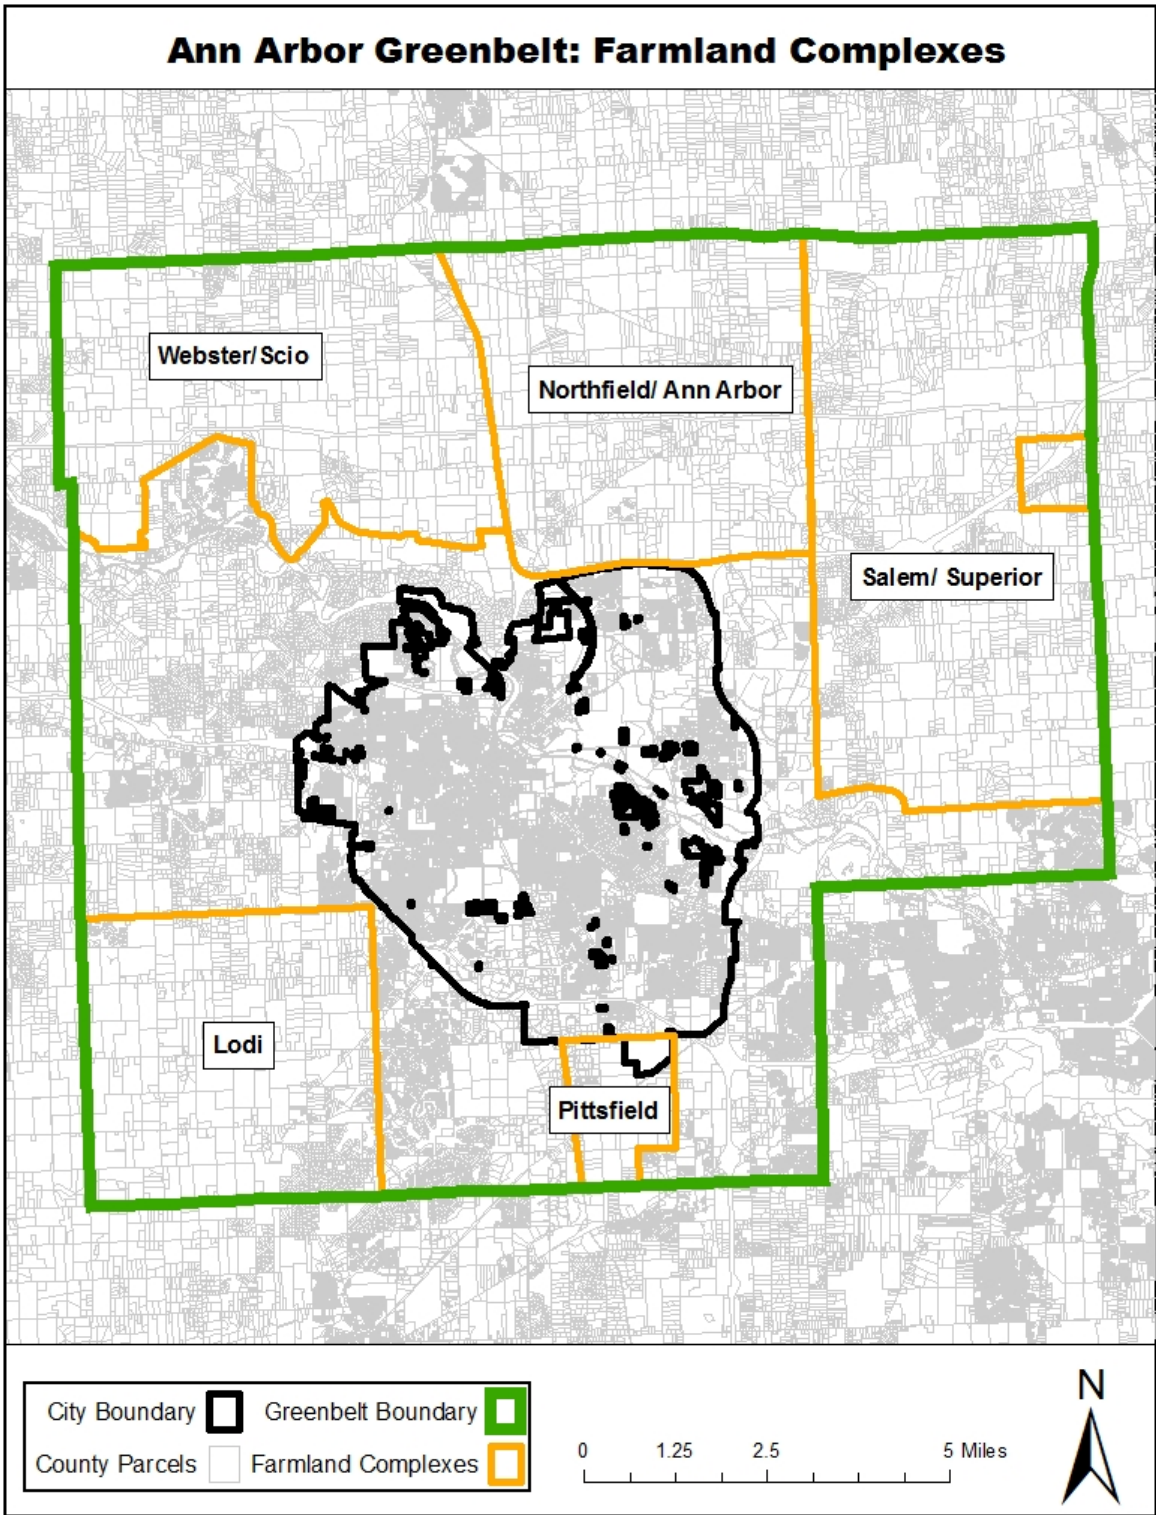 Ann Arbor Greenbelt: Farmland Complexes
Webster/Scio
Northfield/ Ann Arbor
Salem/ Superior
Lodi
Pittsfield
City Boundary
Greenbelt Boundary
County Parcels
Farmland Complexes
0 1.25 2.5 5 Miles
N